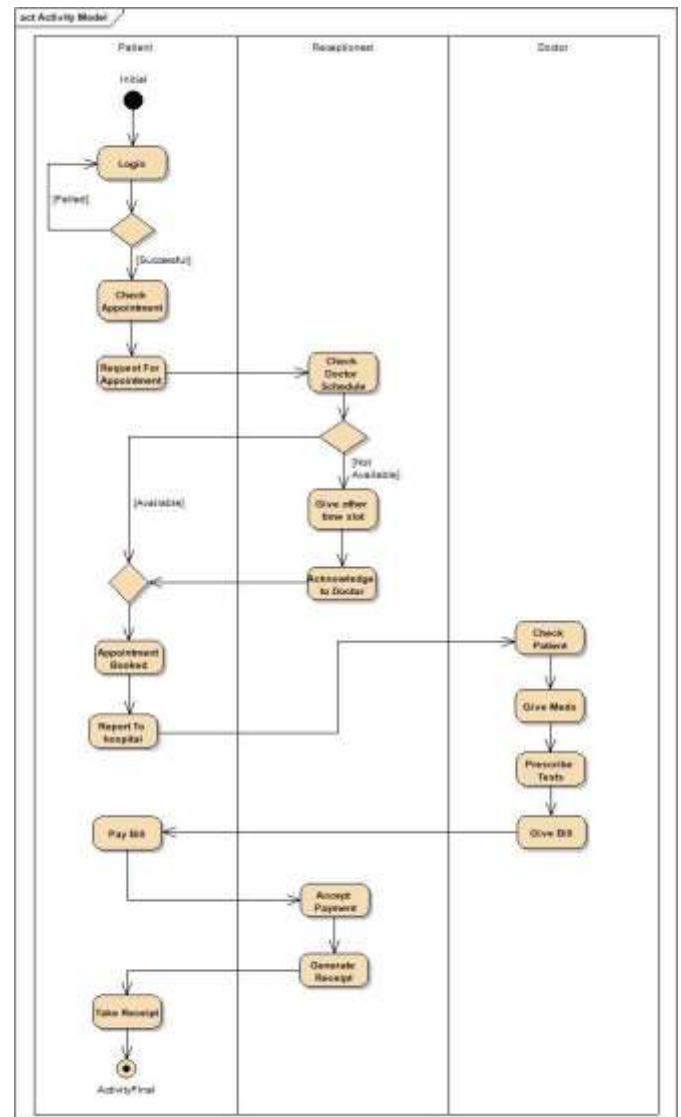 act Activity Model
Patient
Receptionest
Doctor
Initial
Login
[Failed]
[Successful]
Check
Appointment
Request For
Appointment
Check
Doctor
Schedule
[Not
Available]
[Available]
Give other
time slot
Acknowledge
to Doctor
Appointment
Booked
Check
Patient
Report To
hospital
Give Meds
Prescribe
Tests
Pay Bill
Give Bill
Accept
Payment
Generate
Receipt
Take Receipt
ActivityFinal